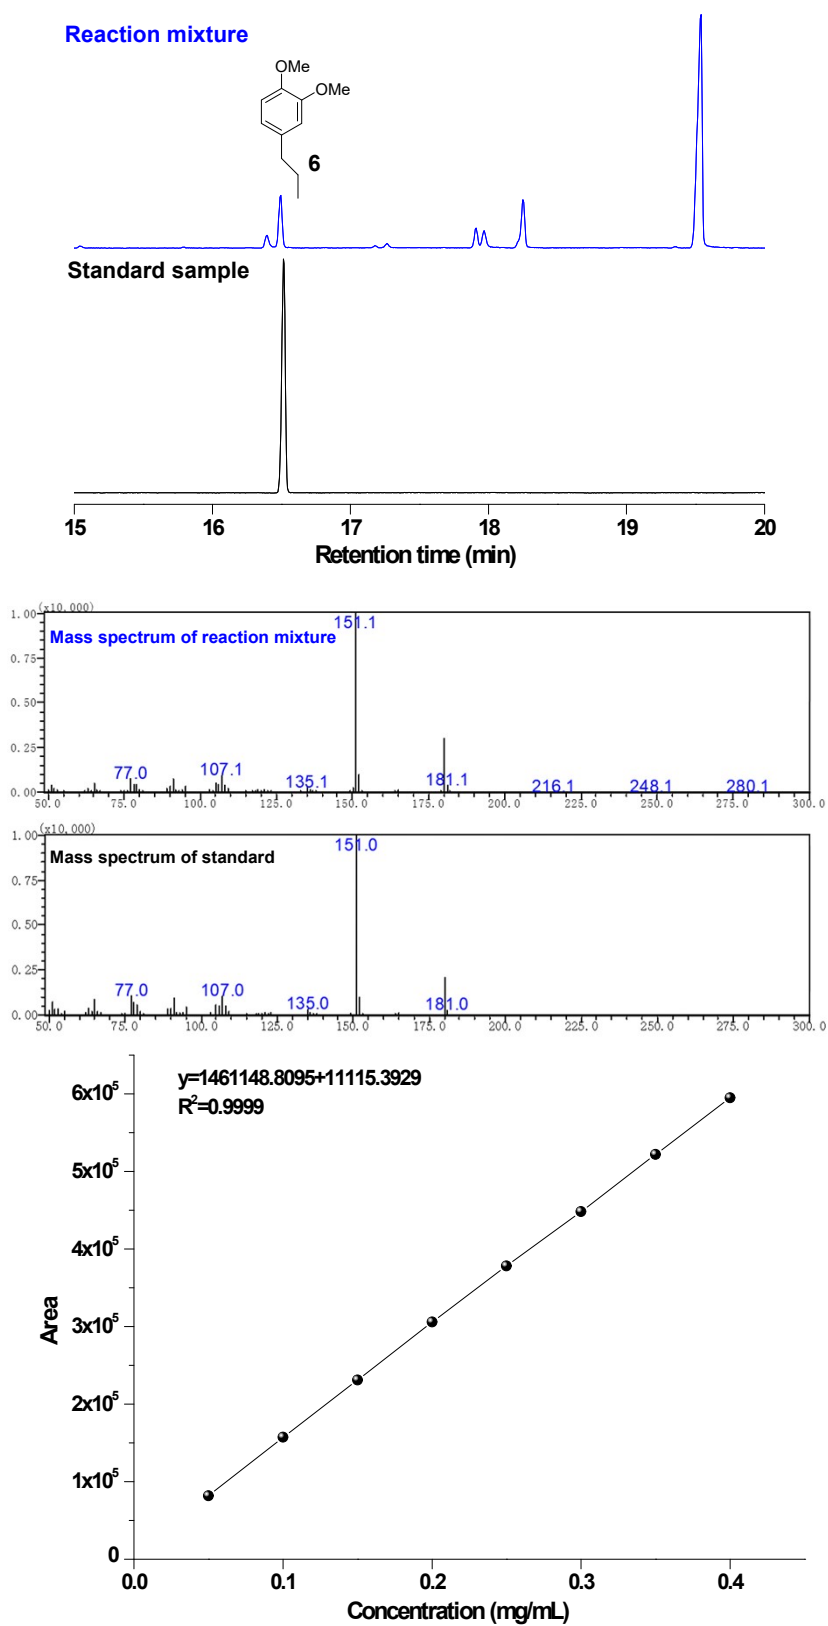 Reaction mixture
OMe
OMe
6
Standard sample
15 16 17 18 19 20
Retention time (min)
(x10,000)
1.00
Mass spectrum of reaction mixture
151.1
0.75
0.50
0.25
77.0 107.1 135.1 181.1 216.1 248.1 280.1
0.00
50.0 75.0 100.0 125.0 150.0 175.0 200.0 225.0 250.0 275.0 300.0
(x10,000)
1.00
Mass spectrum of standard
151.0
0.75
0.50
0.25
77.0 107.0 135.0 181.0
0.00
50.0 75.0 100.0 125.0 150.0 175.0 200.0 225.0 250.0 275.0 300.0
y=1461148.8095+11115.3929
R²=0.9999
6x10⁵
5x10⁵
4x10⁵
3x10⁵
2x10⁵
1x10⁵
0
Area
0.0 0.1 0.2 0.3 0.4
Concentration (mg/mL)